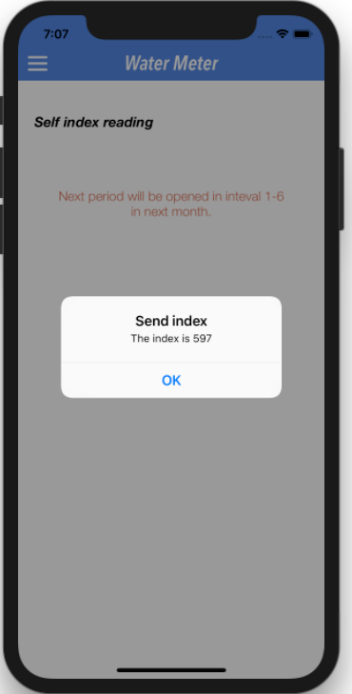 7:07
Water Meter
Self index reading
Next period will be opened in inteval 1-6
in next month.
Send index
The index is 597
OK